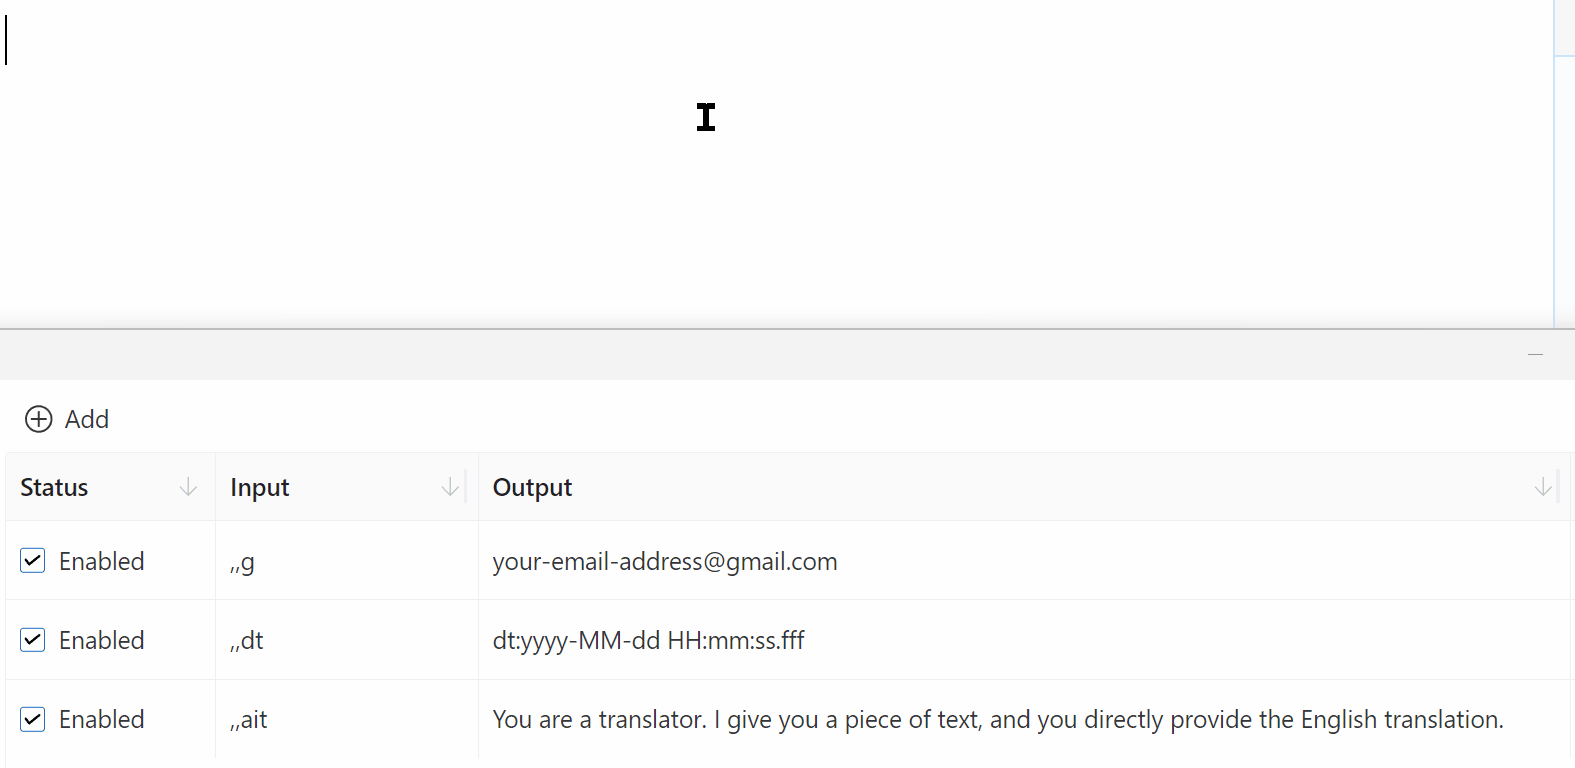 Add
Status Input Output
Enabled ,,g your-email-address@gmail.com
Enabled ,,dt dt:yyyy-MM-dd HH:mm:ss.fff
Enabled ,,ait You are a translator. I give you a piece of text, and you directly provide the English translation.